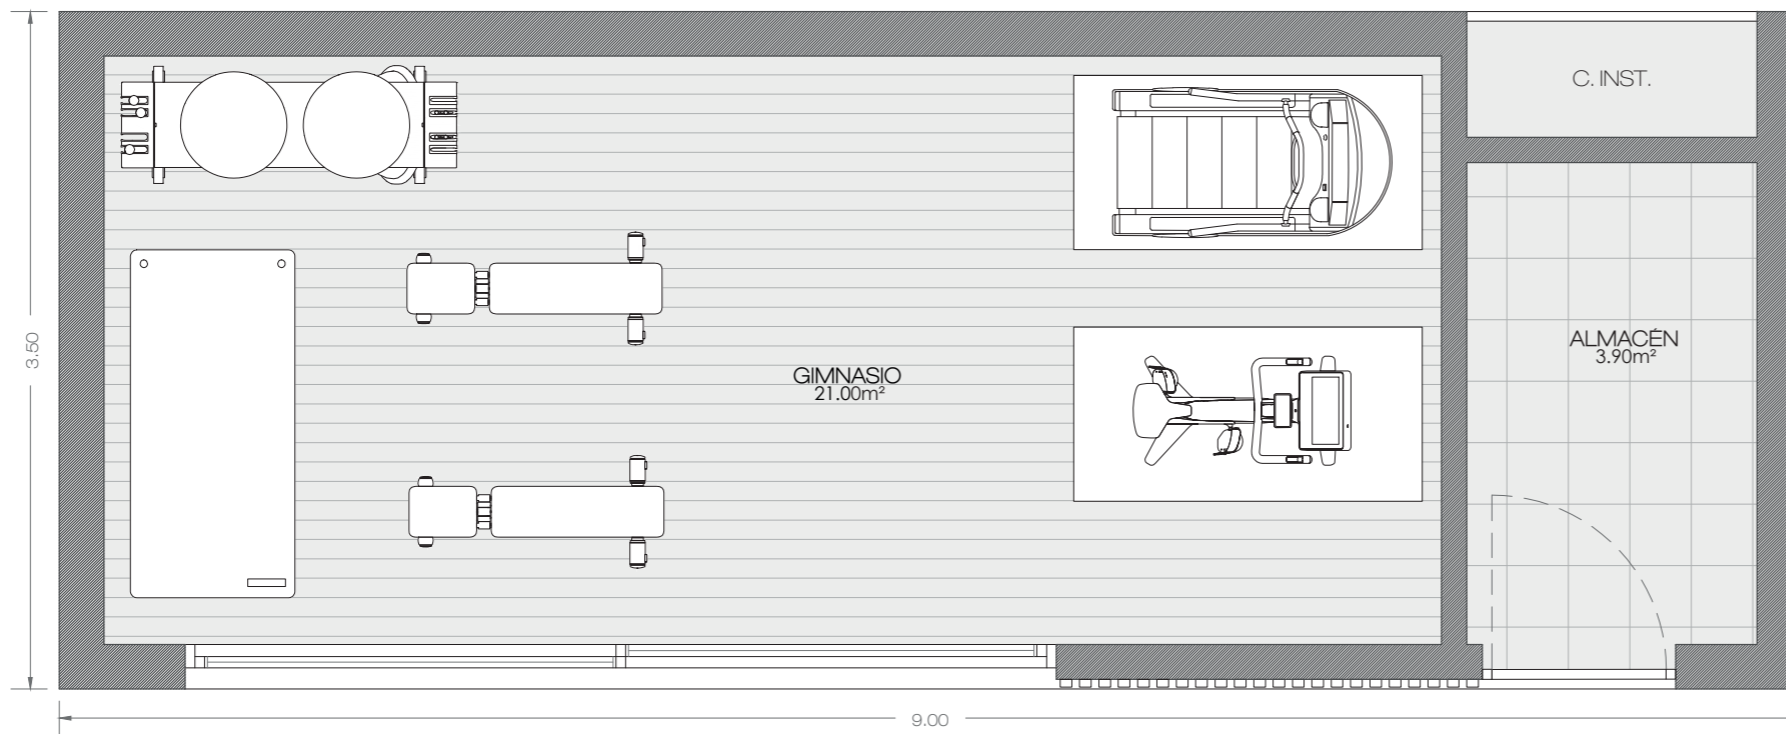 C. INST.
3.50
ALMACÉN
3.90m²
GIMNASIO
21.00m²
9.00